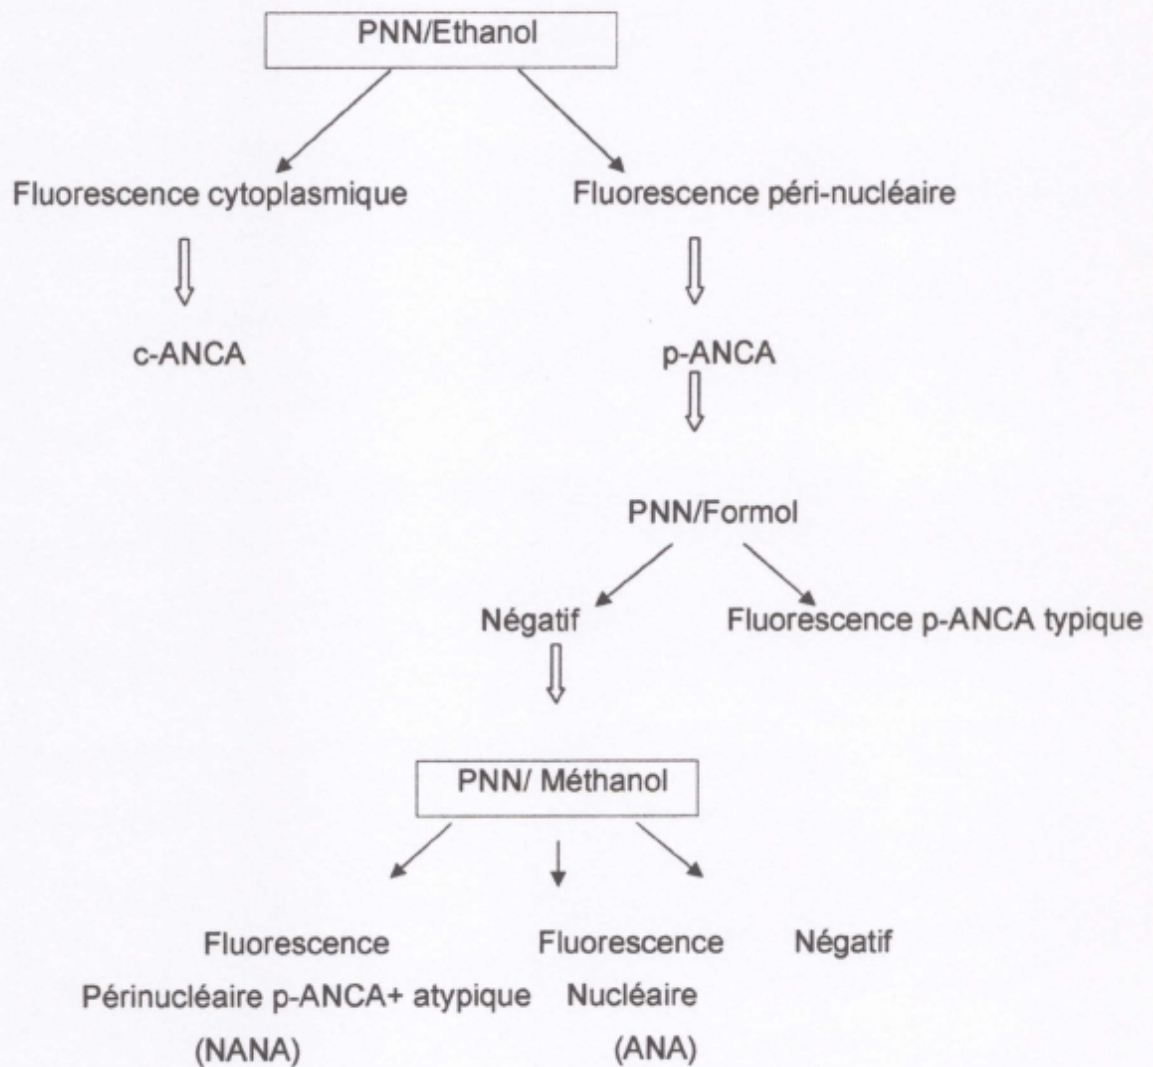 PNN/Ethanol
Fluorescence cytoplasmique
Fluorescence péri-nucléaire
c-ANCA
p-ANCA
PNN/Formol
Négatif
Fluorescence p-ANCA typique
PNN/ Méthanol
Fluorescence
Périnucléaire p-ANCA+ atypique
(NANA)
Fluorescence
Nucléaire
(ANA)
Négatif